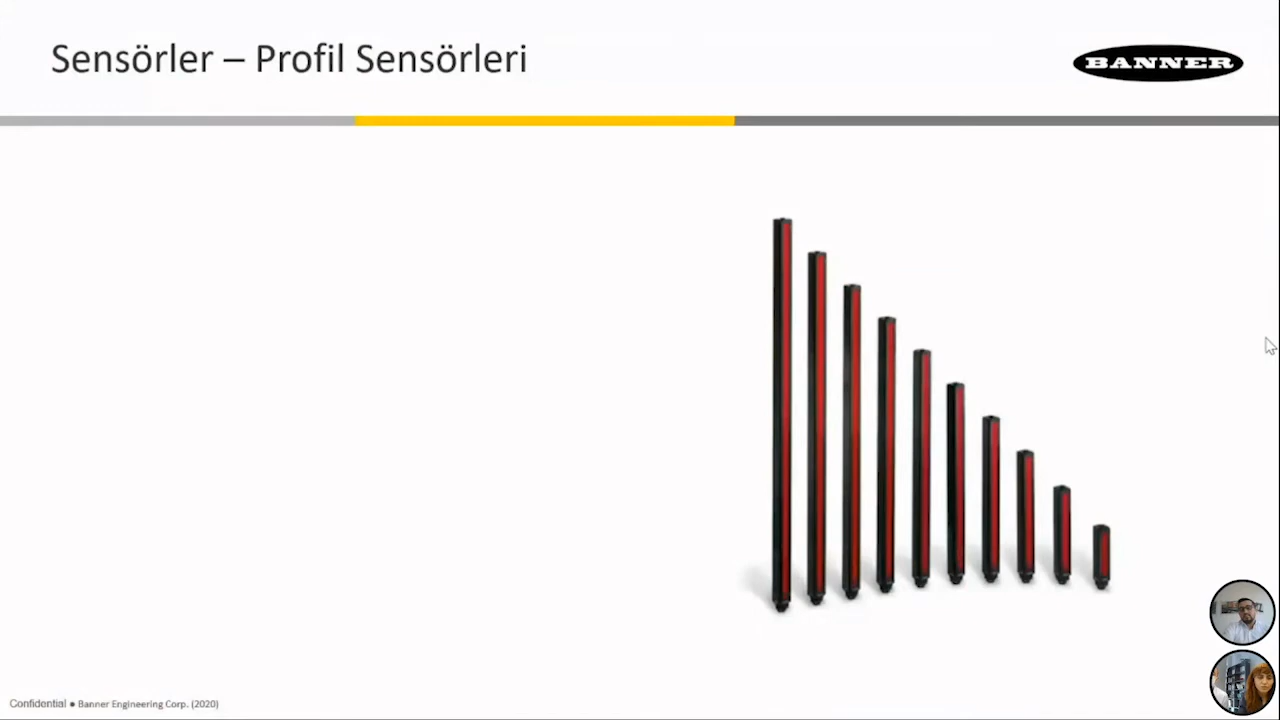 Sensörler – Profil Sensörleri
BANNER
Confidential ● Banner Engineering Corp. (2020)